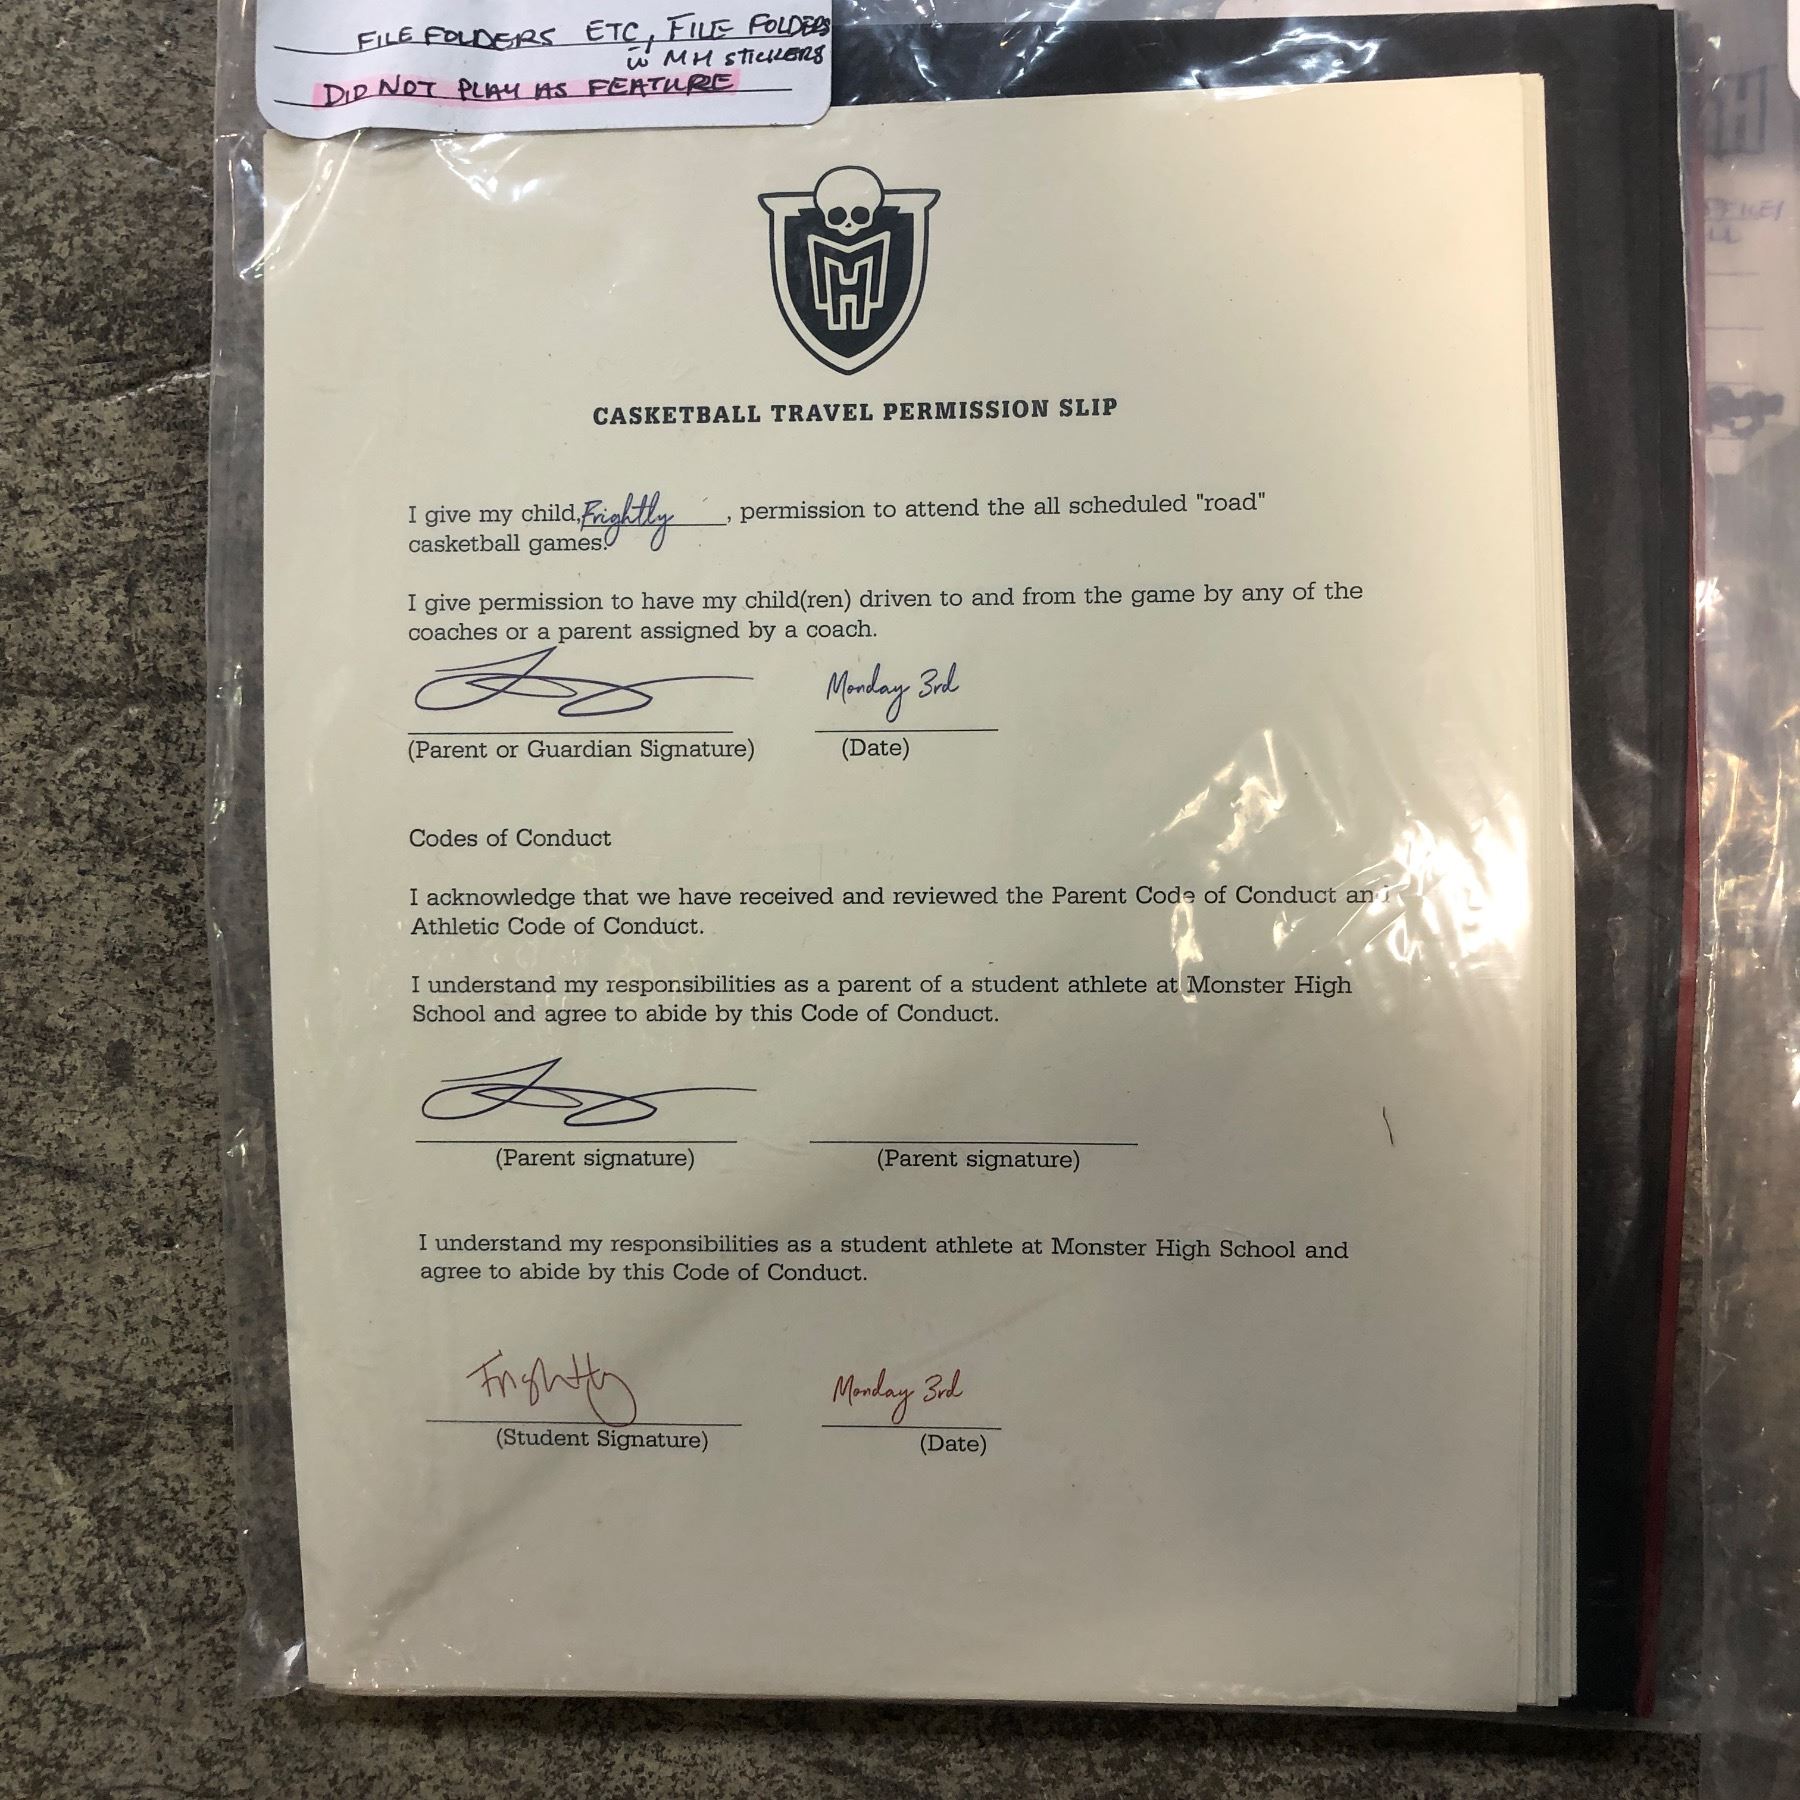 FILE FOLDERS ETC, FILE FOLDERS
w MH STICKERS
DID NOT PLAY AS FEATURE
MH
CASKETBALL TRAVEL PERMISSION SLIP
I give my child, Frightly, permission to attend the all scheduled "road"
casketball games.
I give permission to have my child(ren) driven to and from the game by any of the
coaches or a parent assigned by a coach.
Monday 3rd
(Parent or Guardian Signature) (Date)
Codes of Conduct
I acknowledge that we have received and reviewed the Parent Code of Conduct and
Athletic Code of Conduct.
I understand my responsibilities as a parent of a student athlete at Monster High
School and agree to abide by this Code of Conduct.
(Parent signature) (Parent signature)
I understand my responsibilities as a student athlete at Monster High School and
agree to abide by this Code of Conduct.
Frightly Monday 3rd
(Student Signature) (Date)